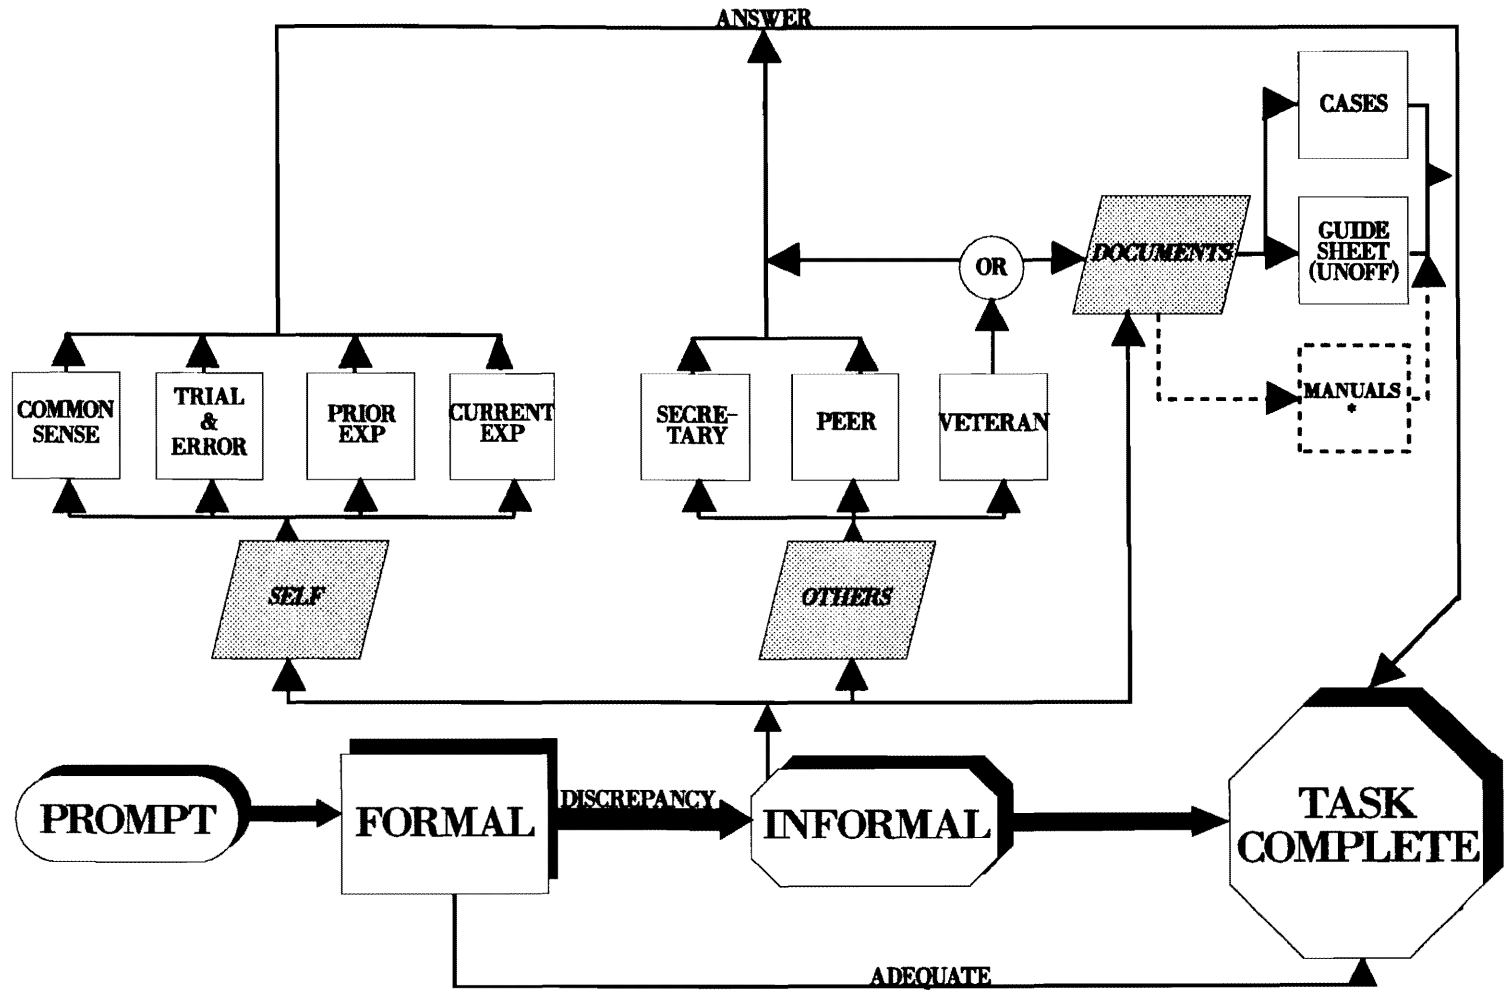 ANSWER
CASES
GUIDE
SHEET
(UNOFF)
OR
DOCUMENTS
MANUALS
*
COMMON
SENSE
TRIAL
&
ERROR
PRIOR
EXP
CURRENT
EXP
SECRE-
TARY
PEER
VETERAN
SELF
OTHERS
PROMPT
FORMAL
DISCREPANCY
INFORMAL
TASK
COMPLETE
ADEQUATE